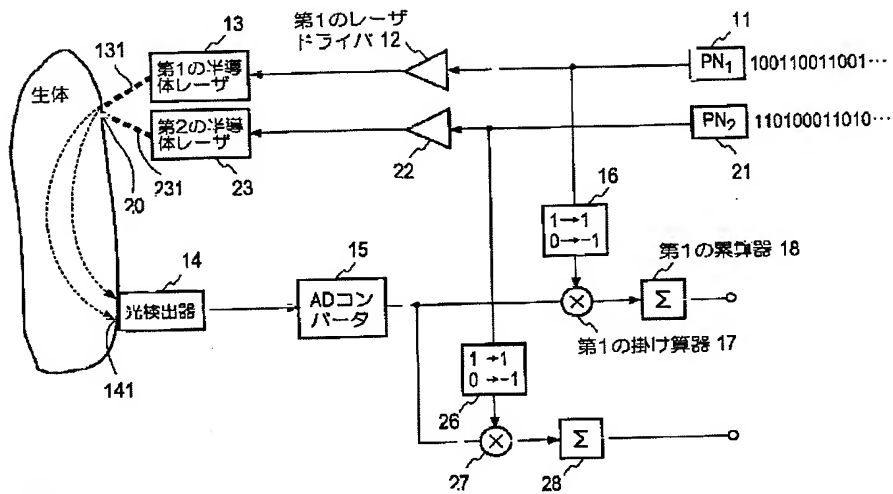 第1のレーザ
ドライバ 12
13
11
131
第1の半導
体レーザ
PN1
100110011001…
生体
第2の半導
体レーザ
PN2
110100011010…
20
231
23
22
21
16
1→1
0→-1
14
15
第1の累算器 18
光検出器
ADコン
バータ
Σ
第1の掛け算器 17
141
1→1
0→-1
26
Σ
27
28